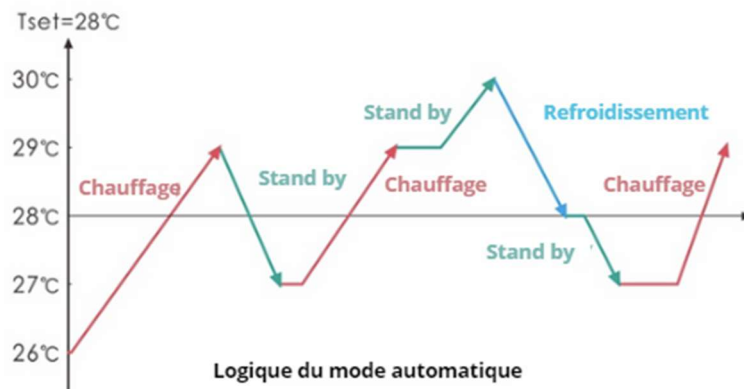 Tset=28℃
30℃
Stand by
Refroidissement
29℃
Chauffage
Stand by
Chauffage
Chauffage
28℃
Stand by
27℃
26℃
Logique du mode automatique